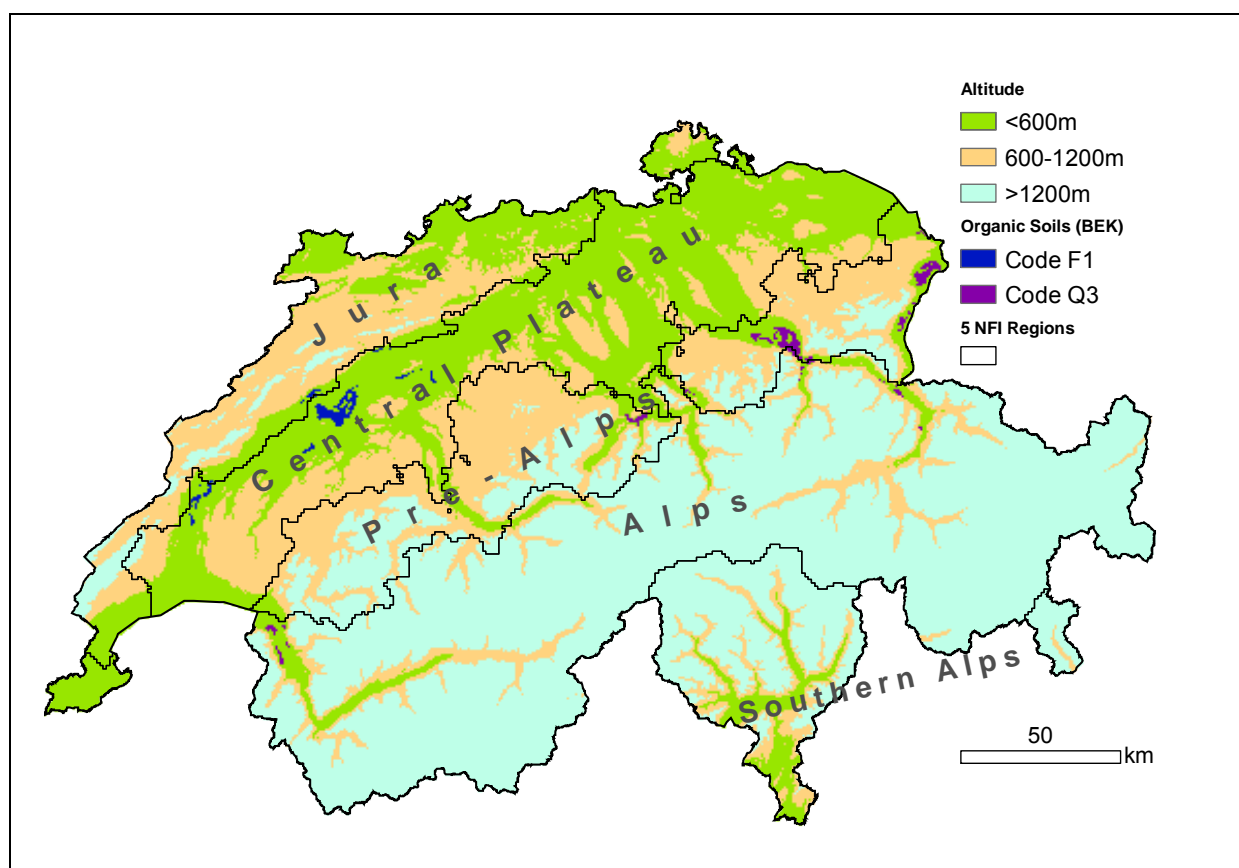 Altitude
<600m
600-1200m
>1200m
Organic Soils (BEK)
Code F1
Code Q3
5 NFI Regions
Jura
Central Plateau
Pre-Alps
Alps
Southern Alps
50
km